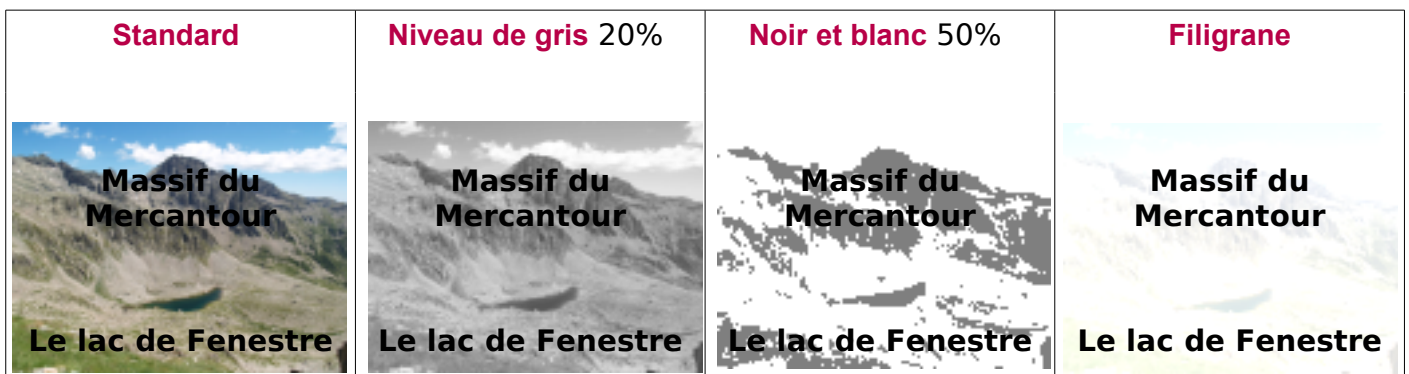 Standard
Niveau de gris 20%
Noir et blanc 50%
Filigrane
Massif du
Mercantour
Le lac de Fenestre
Massif du
Mercantour
Le lac de Fenestre
Massif du
Mercantour
Le lac de Fenestre
Massif du
Mercantour
Le lac de Fenestre